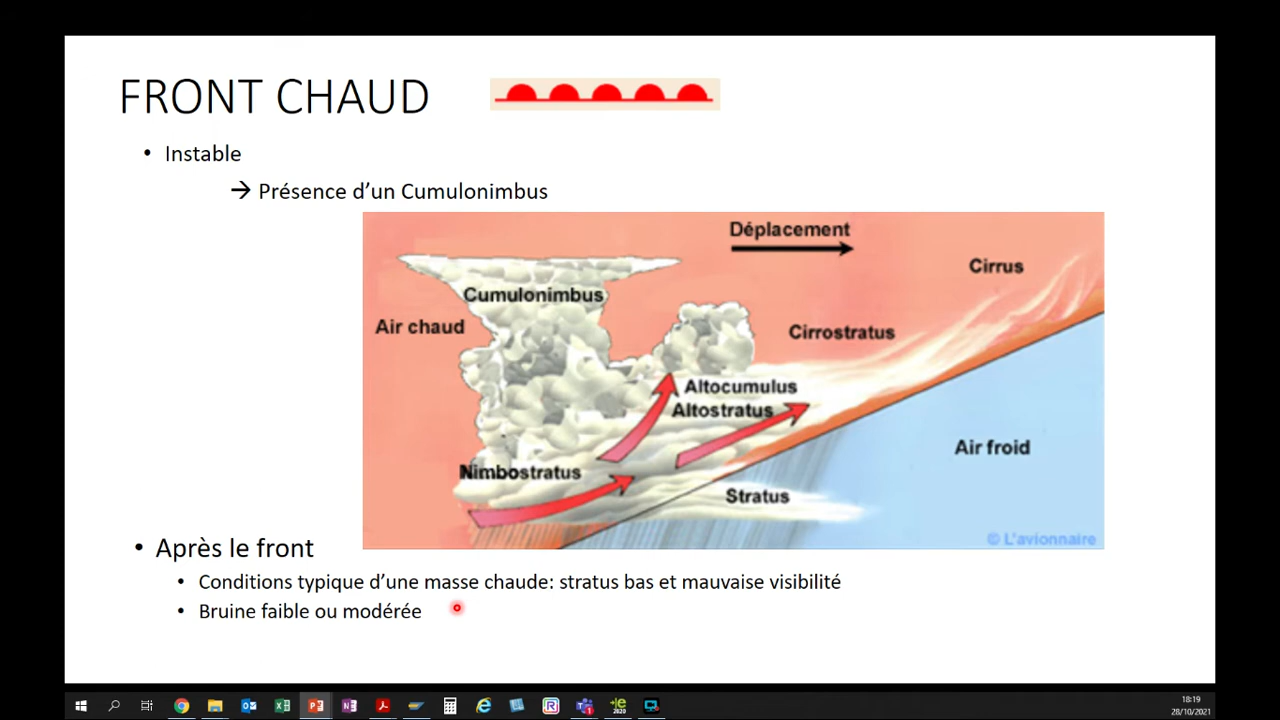 FRONT CHAUD
• Instable
→ Présence d’un Cumulonimbus
Déplacement
Cirrus
Cumulonimbus
Air chaud
Cirrostratus
Altocumulus
Altostratus
Air froid
Nimbostratus
Stratus
© L'avionnaire
• Après le front
• Conditions typique d’une masse chaude: stratus bas et mauvaise visibilité
• Bruine faible ou modérée
18:19
28/10/2021